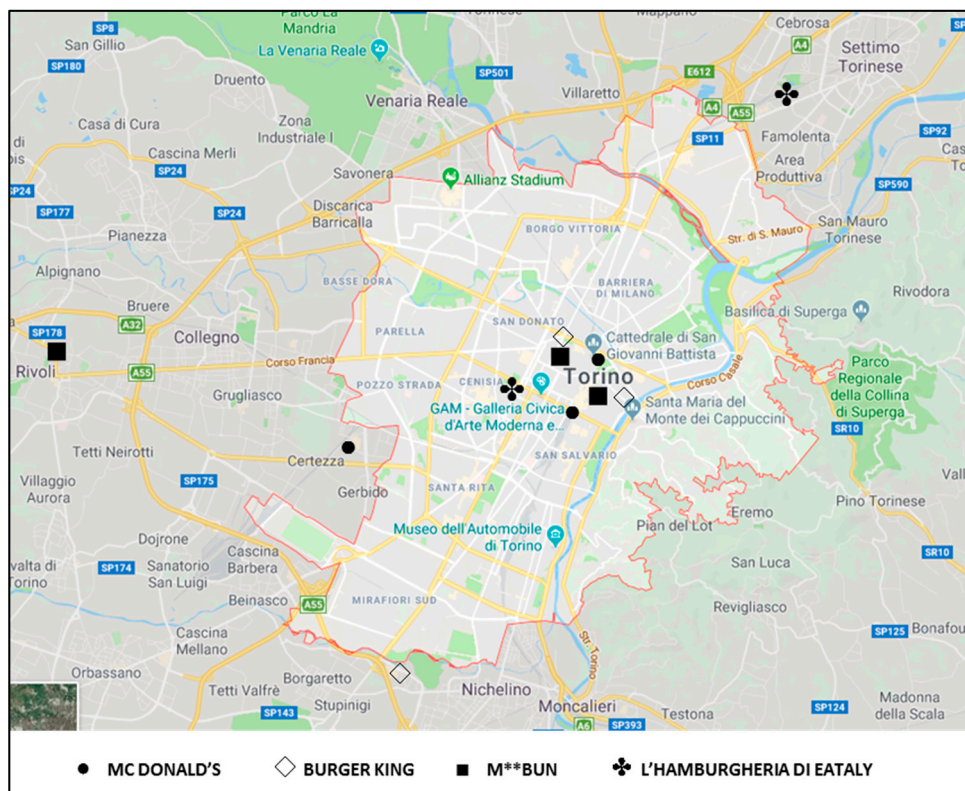 Parco La
Mandria
Torinese
Mappano
Cebrosa
SP8
San Gillio
La Venaria Reale
A4
Settimo
Torinese
SP180
Druento
SP501
E612
Villaretto
Venaria Reale
A4
A55
Casa di Cura
Zona
Industriale I
SP11
Famolenta
SP92
Cascina Merli
Area
Produttiva
SP24
Savonera
Allianz Stadium
SP24
SP590
SP177
Discarica
Barricalla
SP24
San Mauro
Torinese
Pianezza
BORGO VITTORIA
Str. di S. Mauro
Alpignano
BASSE DORA
BARRIERA
DI MILANO
Rivodora
Bruere
Basilica di Superga
SP178
A32
Collegno
PARELLA
SAN DONATO
Cattedrale di San
Giovanni Battista
Rivoli
A55
Corso Francia
Corso Casale
Parco
Regionale
della Collina
di Superga
POZZO STRADA
CENISIA
Torino
Grugliasco
GAM - Galleria Civica
d'Arte Moderna e...
Santa Maria del
Monte dei Cappuccini
SR10
Tetti Neirotti
Certezza
SAN SALVARIO
Villaggio
Aurora
SP175
Gerbido
SANTA RITA
Pino Torinese
Eremo
Pian del Lot
Dojrone
Museo dell'Automobile
di Torino
SR10
valta di
Torino
SP174
Sanatorio
San Luigi
Cascina
Barbera
San Luca
Beinasco
A55
MIRAFIORI SUD
Revigliasco
Cascina
Mellano
Str. Torino
SP125
Bonafou
Orbassano
Borgaretto
Tetti Valfrè
Stupinigi
Nichelino
Moncalieri
Testona
Madonna
della Scala
SP143
A6
SP393
SP124
MC DONALD'S
BURGER KING
M**BUN
L'HAMBURGHERIA DI EATALY